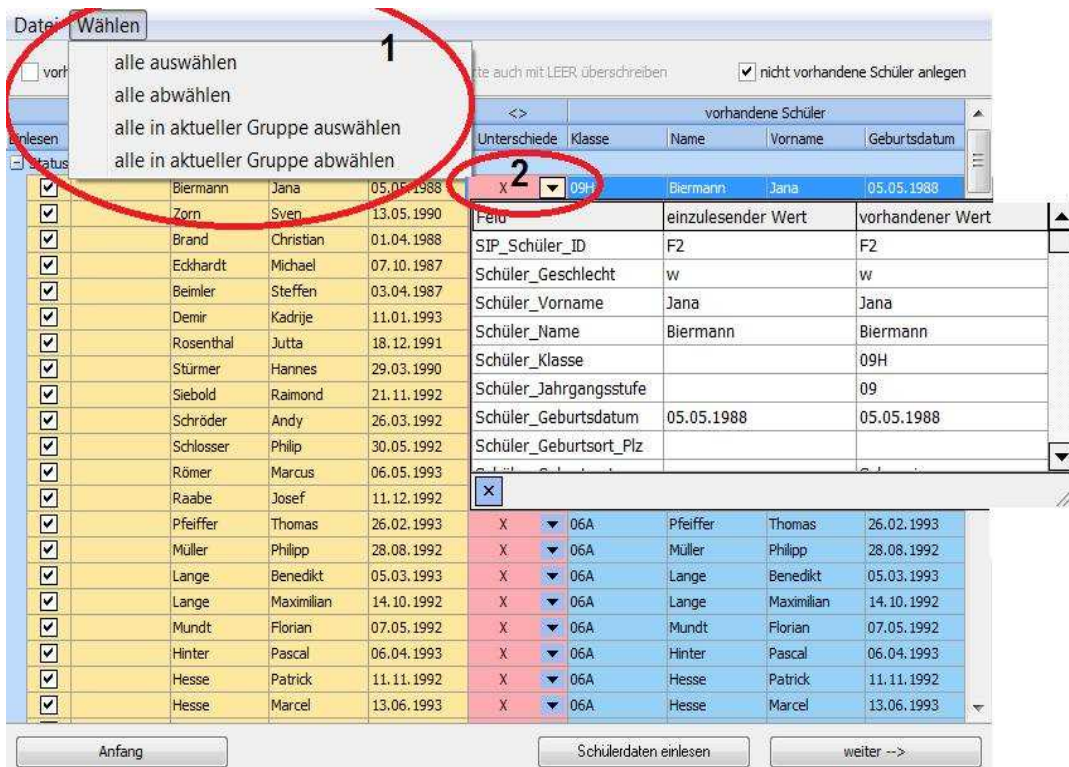 Datei Wählen
1
alle auswählen
alle abwählen
alle in aktueller Gruppe auswählen
alle in aktueller Gruppe abwählen
auch mit LEER überschreiben nicht vorhandene Schüler anlegen
<> vorhandene Schüler
Unterschiede Klasse Name Vorname Geburtsdatum
Status
Biermann Jana 05.05.1988 X 2 09H Biermann Jana 05.05.1988
Zorn Sven 13.05.1990 Feld einzulesender Wert vorhandener Wert
Brand Christian 01.04.1988 SIP_Schüler_ID F2 F2
Eckhardt Michael 07.10.1987 Schüler_Geschlecht w w
Beimler Steffen 03.04.1987 Schüler_Vorname Jana Jana
Demir Kadrije 11.01.1993 Schüler_Name Biermann Biermann
Rosenthal Jutta 18.12.1991
Stürmer Hannes 29.03.1990 Schüler_Klasse 09H
Siebold Raimond 21.11.1992 Schüler_Jahrgangsstufe 09
Schröder Andy 26.03.1992 Schüler_Geburtsdatum 05.05.1988 05.05.1988
Schlosser Philip 30.05.1992 Schüler_Geburtsort_Plz
Römer Marcus 06.05.1993
Raabe Josef 11.12.1992
Pfeiffer Thomas 26.02.1993 X 06A Pfeiffer Thomas 26.02.1993
Müller Philipp 28.08.1992 X 06A Müller Philipp 28.08.1992
Lange Benedikt 05.03.1993 X 06A Lange Benedikt 05.03.1993
Lange Maximilian 14.10.1992 X 06A Lange Maximilian 14.10.1992
Mundt Florian 07.05.1992 X 06A Mundt Florian 07.05.1992
Hinter Pascal 06.04.1993 X 06A Hinter Pascal 06.04.1993
Hesse Patrick 11.11.1992 X 06A Hesse Patrick 11.11.1992
Hesse Marcel 13.06.1993 X 06A Hesse Marcel 13.06.1993
Anfang Schülerdaten einlesen weiter -->